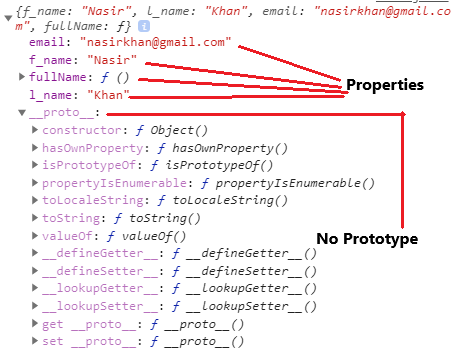 {f_name: "Nasir", l_name: "Khan", email: "nasirkhan@gmail.co
m", fullName: ƒ} i
email: "nasirkhan@gmail.com"
f_name: "Nasir"
fullName: ƒ ()
l_name: "Khan"
Properties
__proto__:
constructor: ƒ Object()
hasOwnProperty: ƒ hasOwnProperty()
isPrototypeOf: ƒ isPrototypeOf()
propertyIsEnumerable: ƒ propertyIsEnumerable()
toLocaleString: ƒ toLocaleString()
toString: ƒ toString()
valueOf: ƒ valueOf()
No Prototype
__defineGetter__: ƒ __defineGetter__()
__defineSetter__: ƒ __defineSetter__()
__lookupGetter__: ƒ __lookupGetter__()
__lookupSetter__: ƒ __lookupSetter__()
get __proto__: ƒ __proto__()
set __proto__: ƒ __proto__()